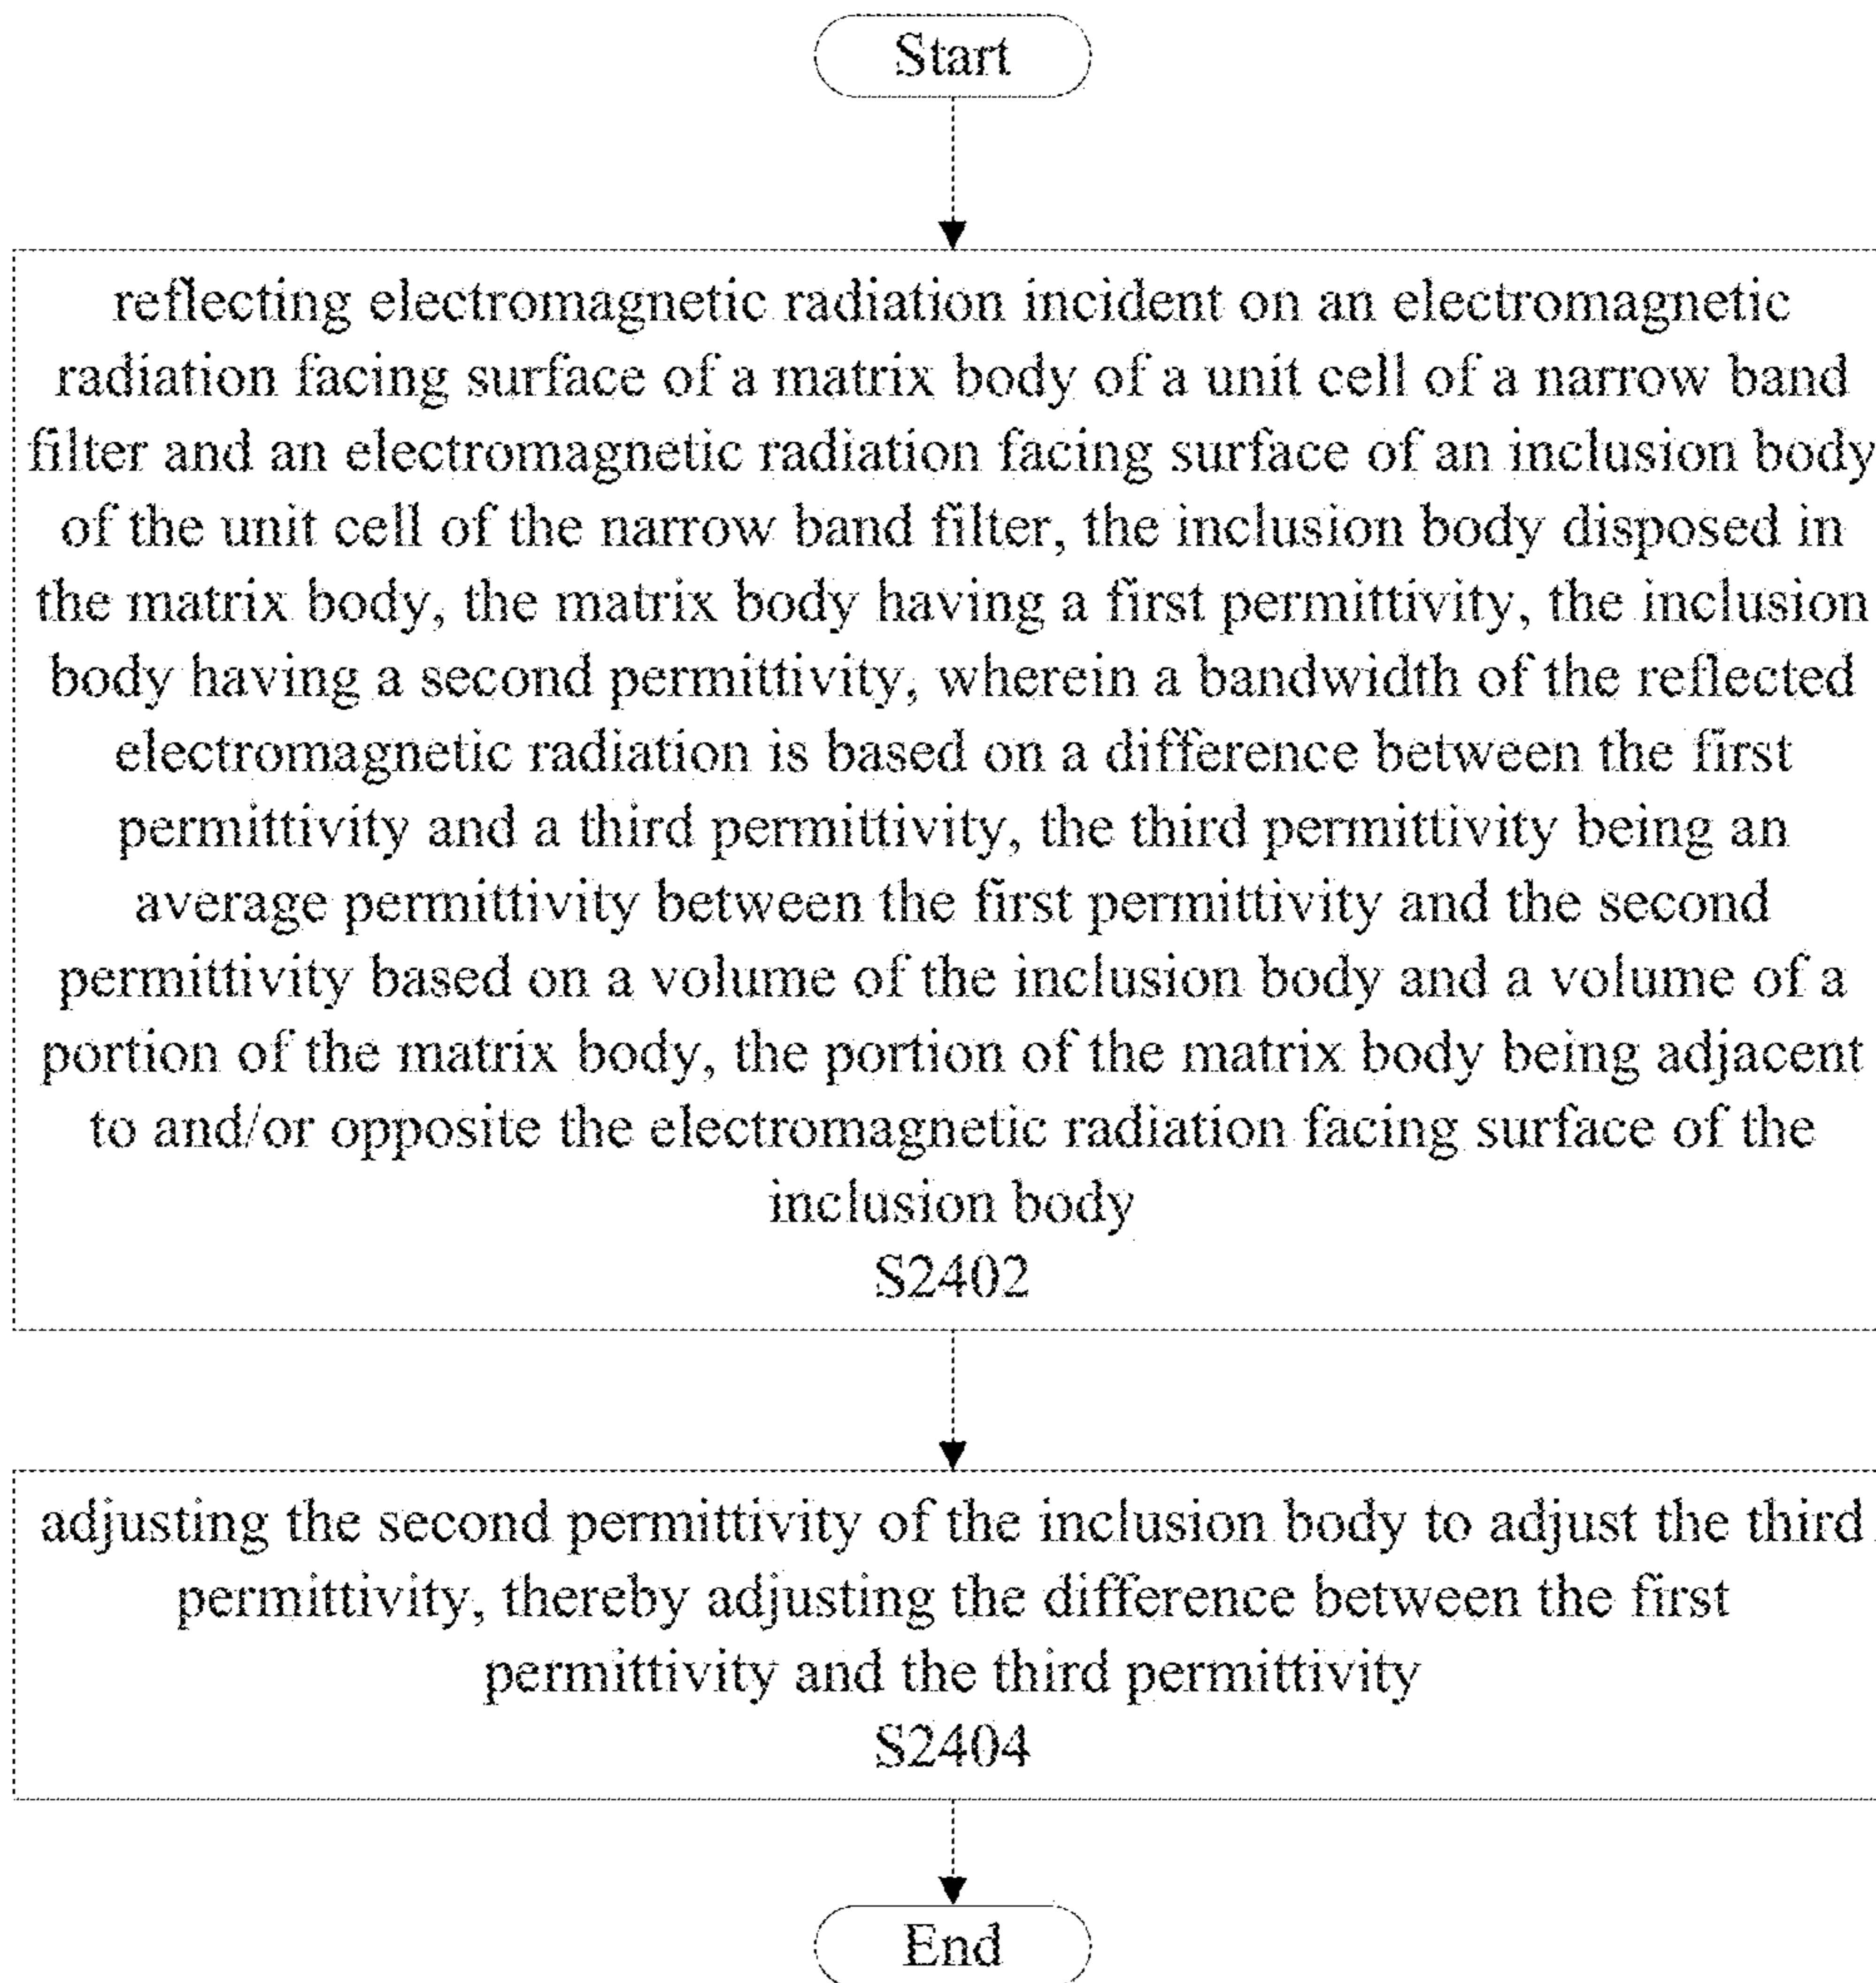 Start
reflecting electromagnetic radiation incident on an electromagnetic
radiation facing surface of a matrix body of a unit cell of a narrow band
filter and an electromagnetic radiation facing surface of an inclusion body
of the unit cell of the narrow band filter, the inclusion body disposed in
the matrix body, the matrix body having a first permittivity, the inclusion
body having a second permittivity, wherein a bandwidth of the reflected
electromagnetic radiation is based on a difference between the first
permittivity and a third permittivity, the third permittivity being an
average permittivity between the first permittivity and the second
permittivity based on a volume of the inclusion body and a volume of a
portion of the matrix body, the portion of the matrix body being adjacent
to and/or opposite the electromagnetic radiation facing surface of the
inclusion body
S2402
adjusting the second permittivity of the inclusion body to adjust the third
permittivity, thereby adjusting the difference between the first
permittivity and the third permittivity
S2404
End